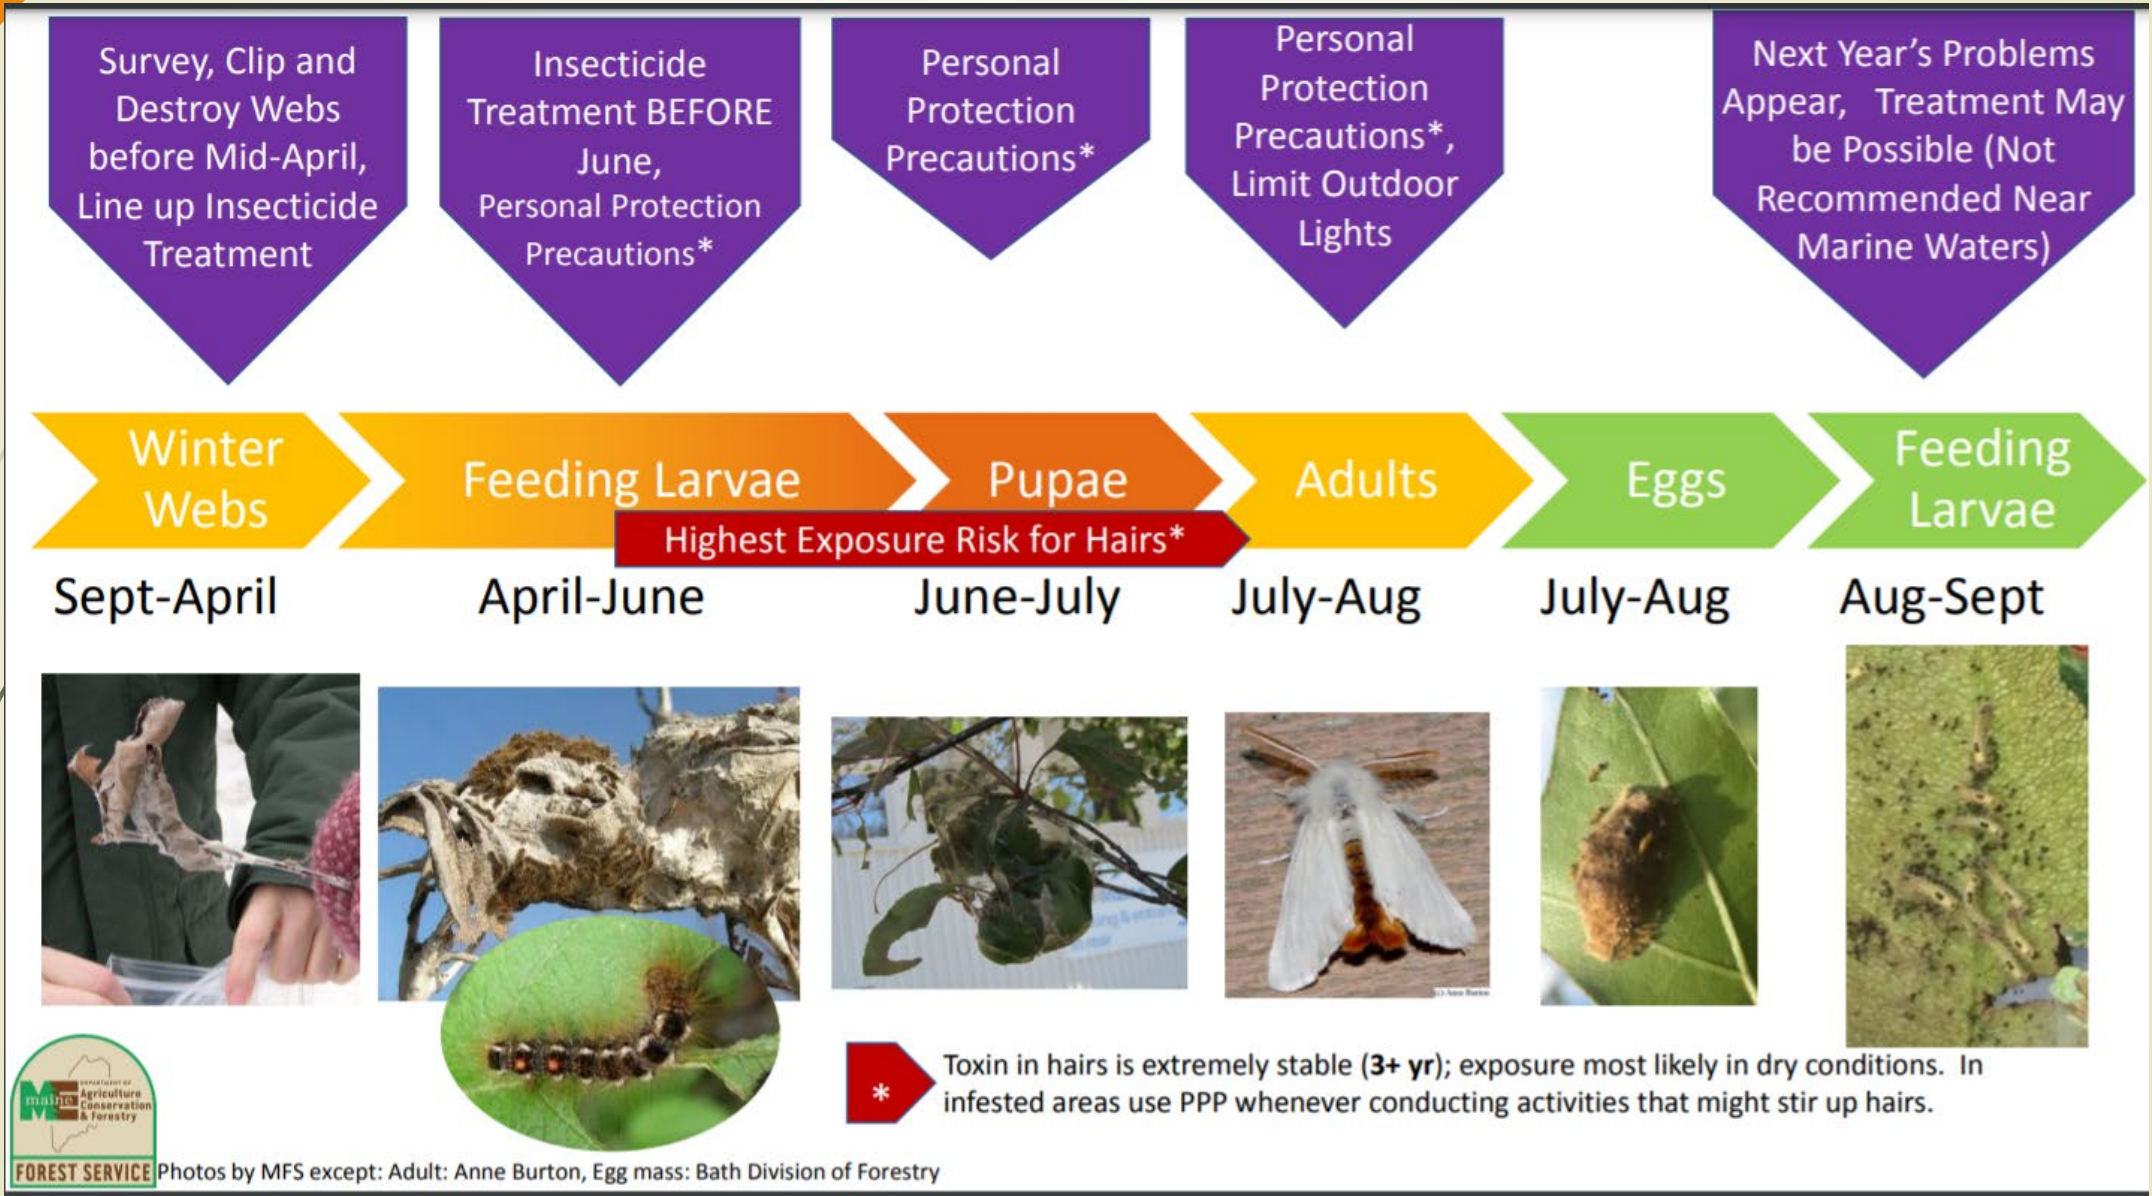 Survey, Clip and
Destroy Webs
before Mid-April,
Line up Insecticide
Treatment
Insecticide
Treatment BEFORE
June,
Personal Protection
Precautions*
Personal
Protection
Precautions*
Personal
Protection
Precautions*,
Limit Outdoor
Lights
Next Year's Problems
Appear, Treatment May
be Possible (Not
Recommended Near
Marine Waters)
Winter
Webs
Feeding Larvae
Pupae
Adults
Eggs
Feeding
Larvae
Highest Exposure Risk for Hairs*
Sept-April
April-June
June-July
July-Aug
July-Aug
Aug-Sept
(c) Anne Burton
* Toxin in hairs is extremely stable (3+ yr); exposure most likely in dry conditions. In
infested areas use PPP whenever conducting activities that might stir up hairs.
maine
DEPARTMENT OF
Agriculture
Conservation
& Forestry
FOREST SERVICE
Photos by MFS except: Adult: Anne Burton, Egg mass: Bath Division of Forestry